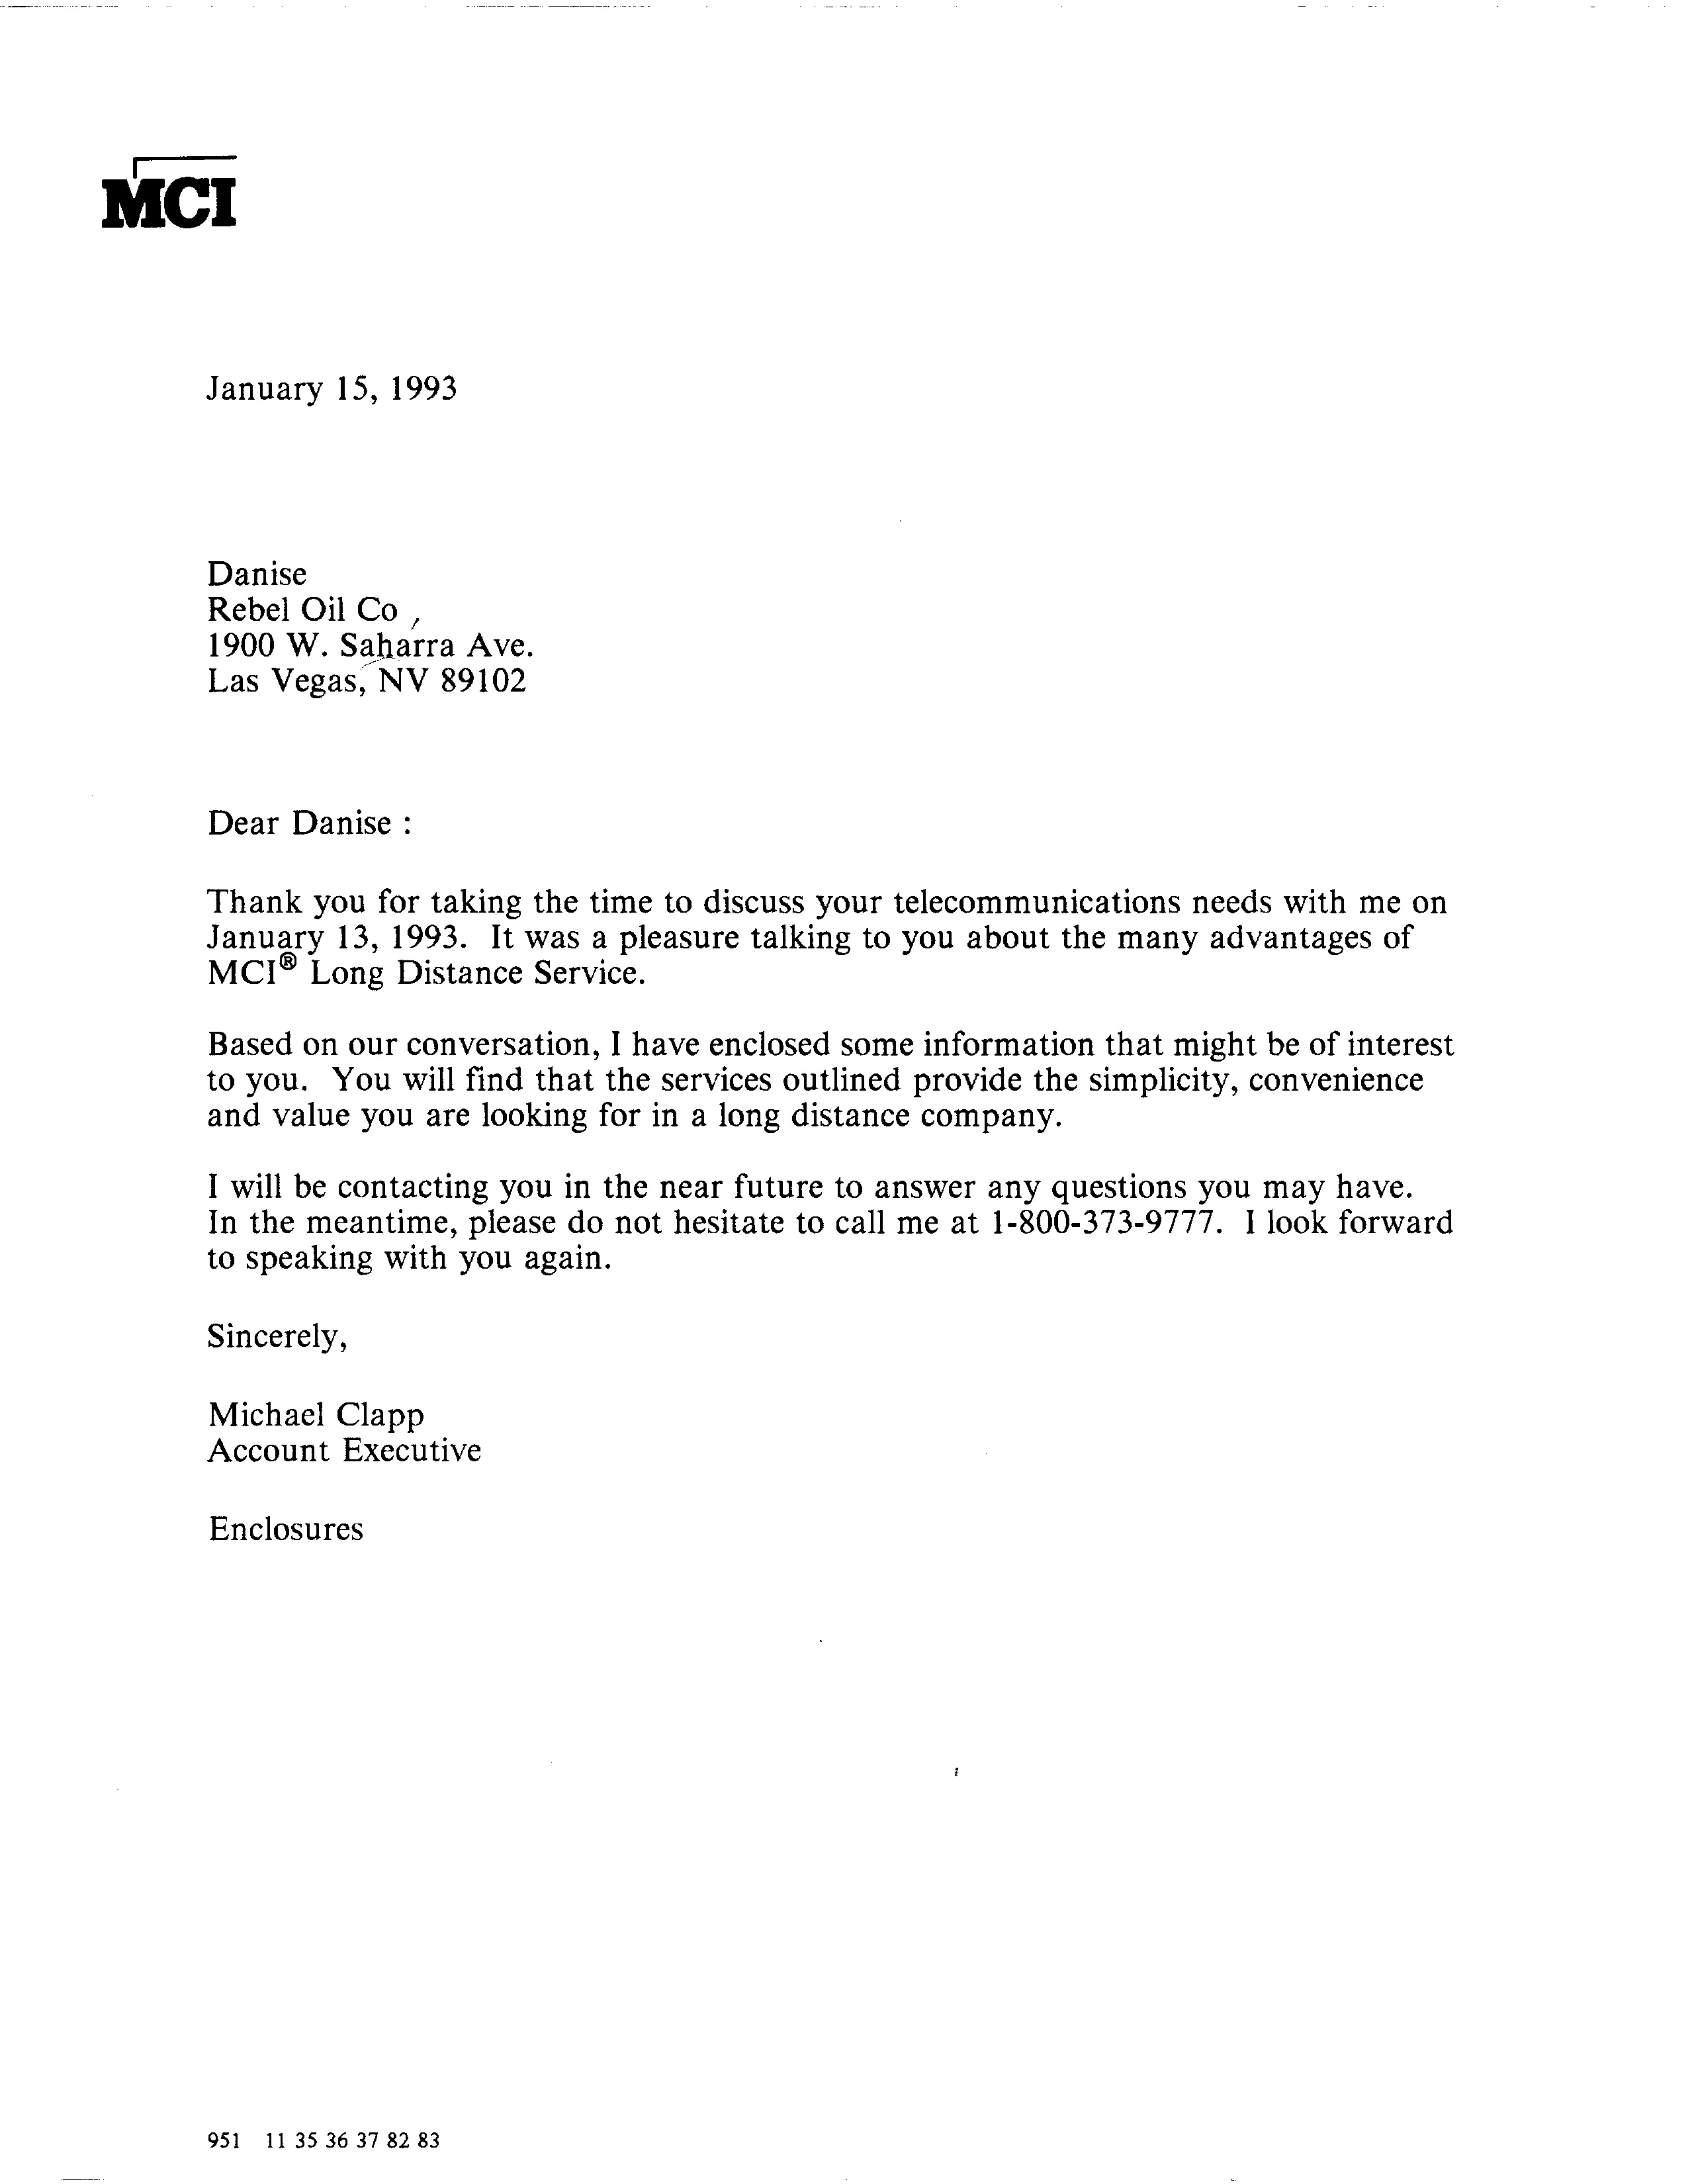 MCI
January 15, 1993
Danise
Rebel Oil Co
1900 W. Saharra Ave.
Las Vegas, NV 89102
Dear Danise :
Thank you for taking the time to discuss your telecommunications needs with me on
January 13, 1993. It was a pleasure talking to you about the many advantages of
MCI® Long Distance Service.
Based on our conversation, I have enclosed some information that might be of interest
to you. You will find that the services outlined provide the simplicity, convenience
and value you are looking for in a long distance company.
I will be contacting you in the near future to answer any questions you may have.
In the meantime, please do not hesitate to call me at 1-800-373-9777. I look forward
to speaking with you again.
Sincerely,
Michael Clapp
Account Executive
Enclosures
951 11 35 36 37 82 83